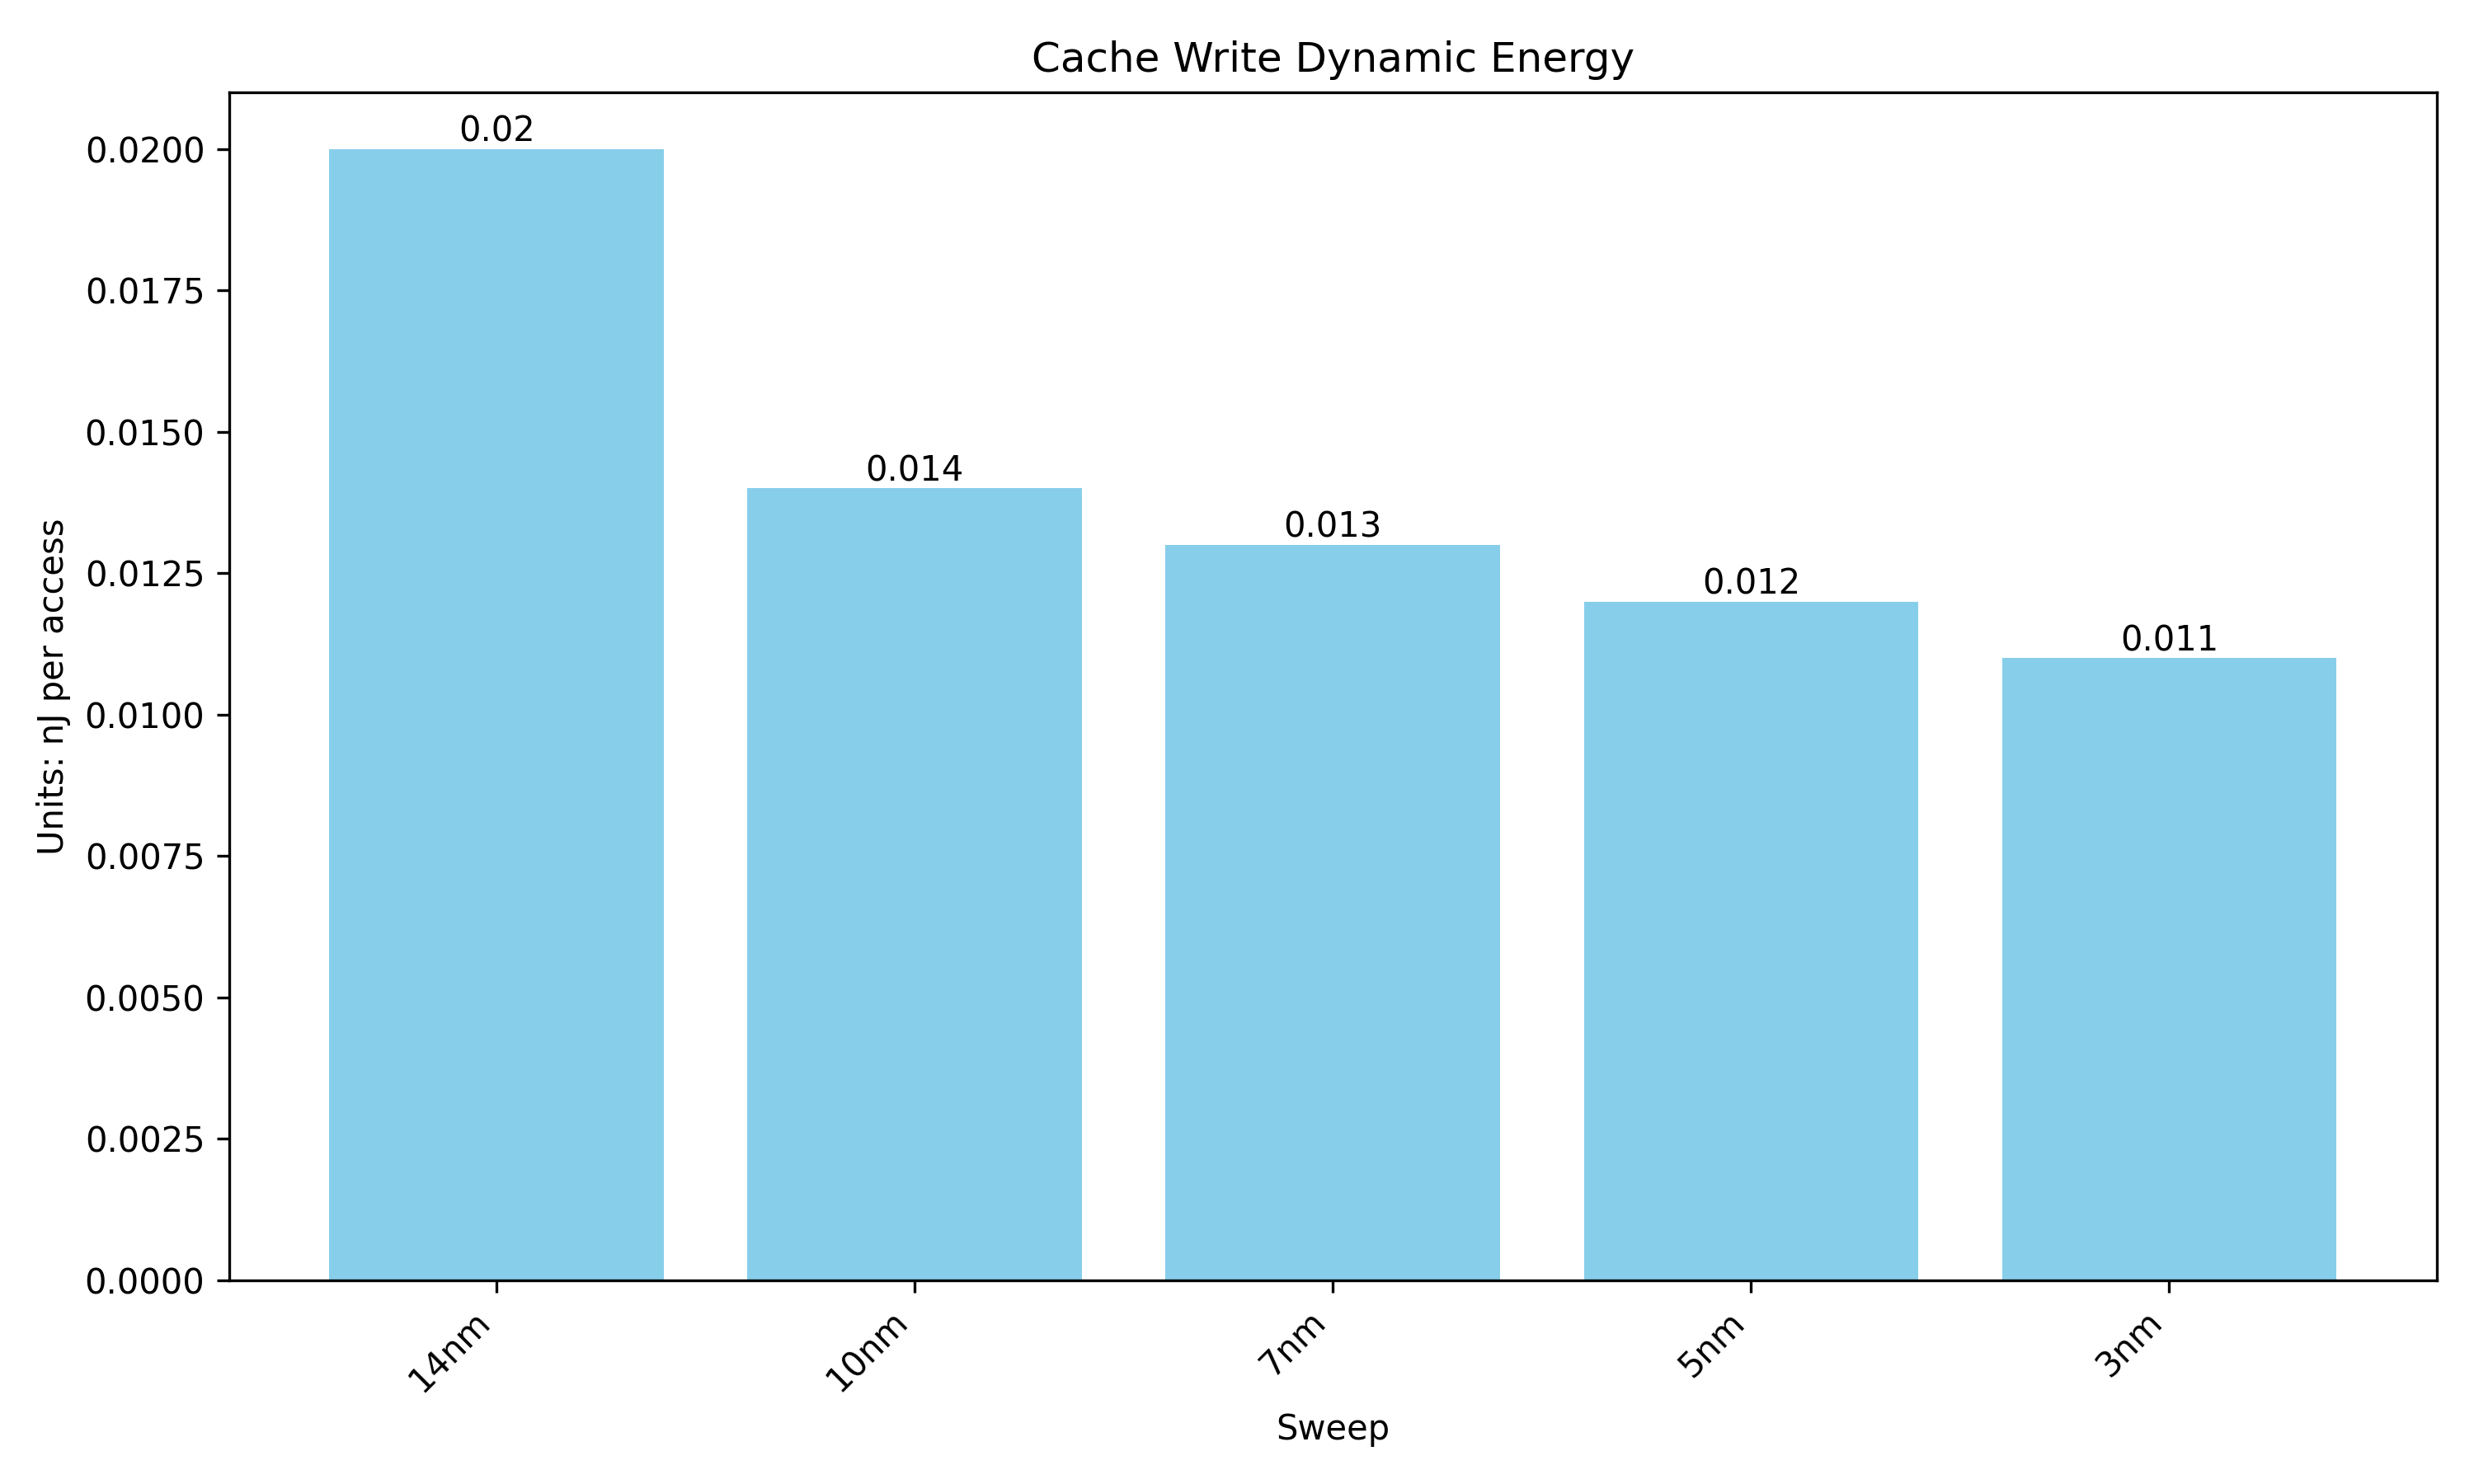 Cache Write Dynamic Energy
Units: nJ per access
0.0200
0.0175
0.0150
0.0125
0.0100
0.0075
0.0050
0.0025
0.0000
0.02
0.014
0.013
0.012
0.011
14nm
10nm
7nm
5nm
3nm
Sweep